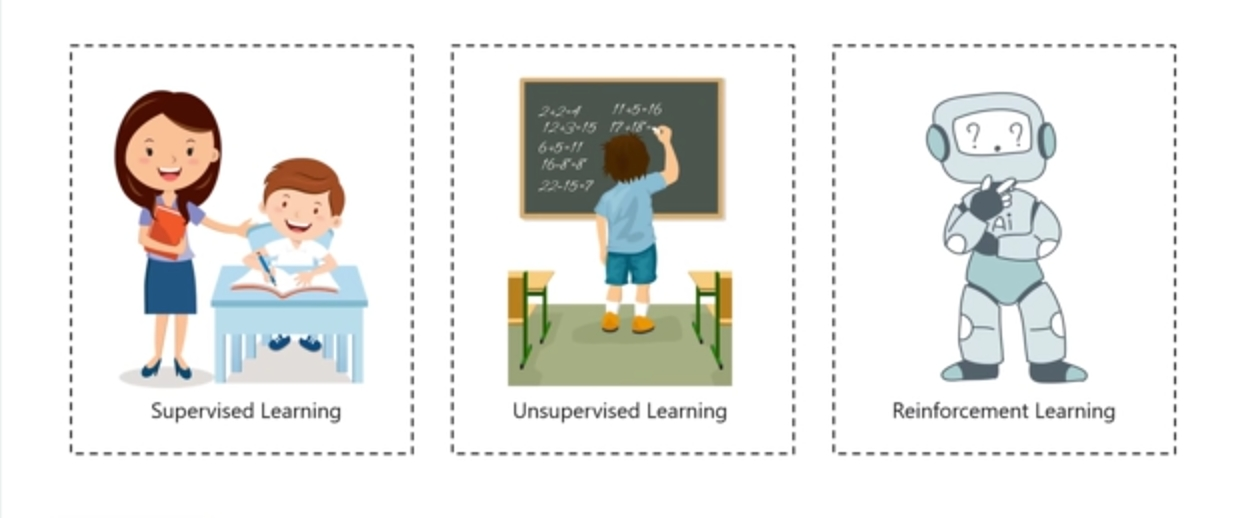 2+2=4
11+5=16
12+3=15
17+18=
6+5=11
16-8=8
22-15=7
? ?
Ai
Supervised Learning
Unsupervised Learning
Reinforcement Learning